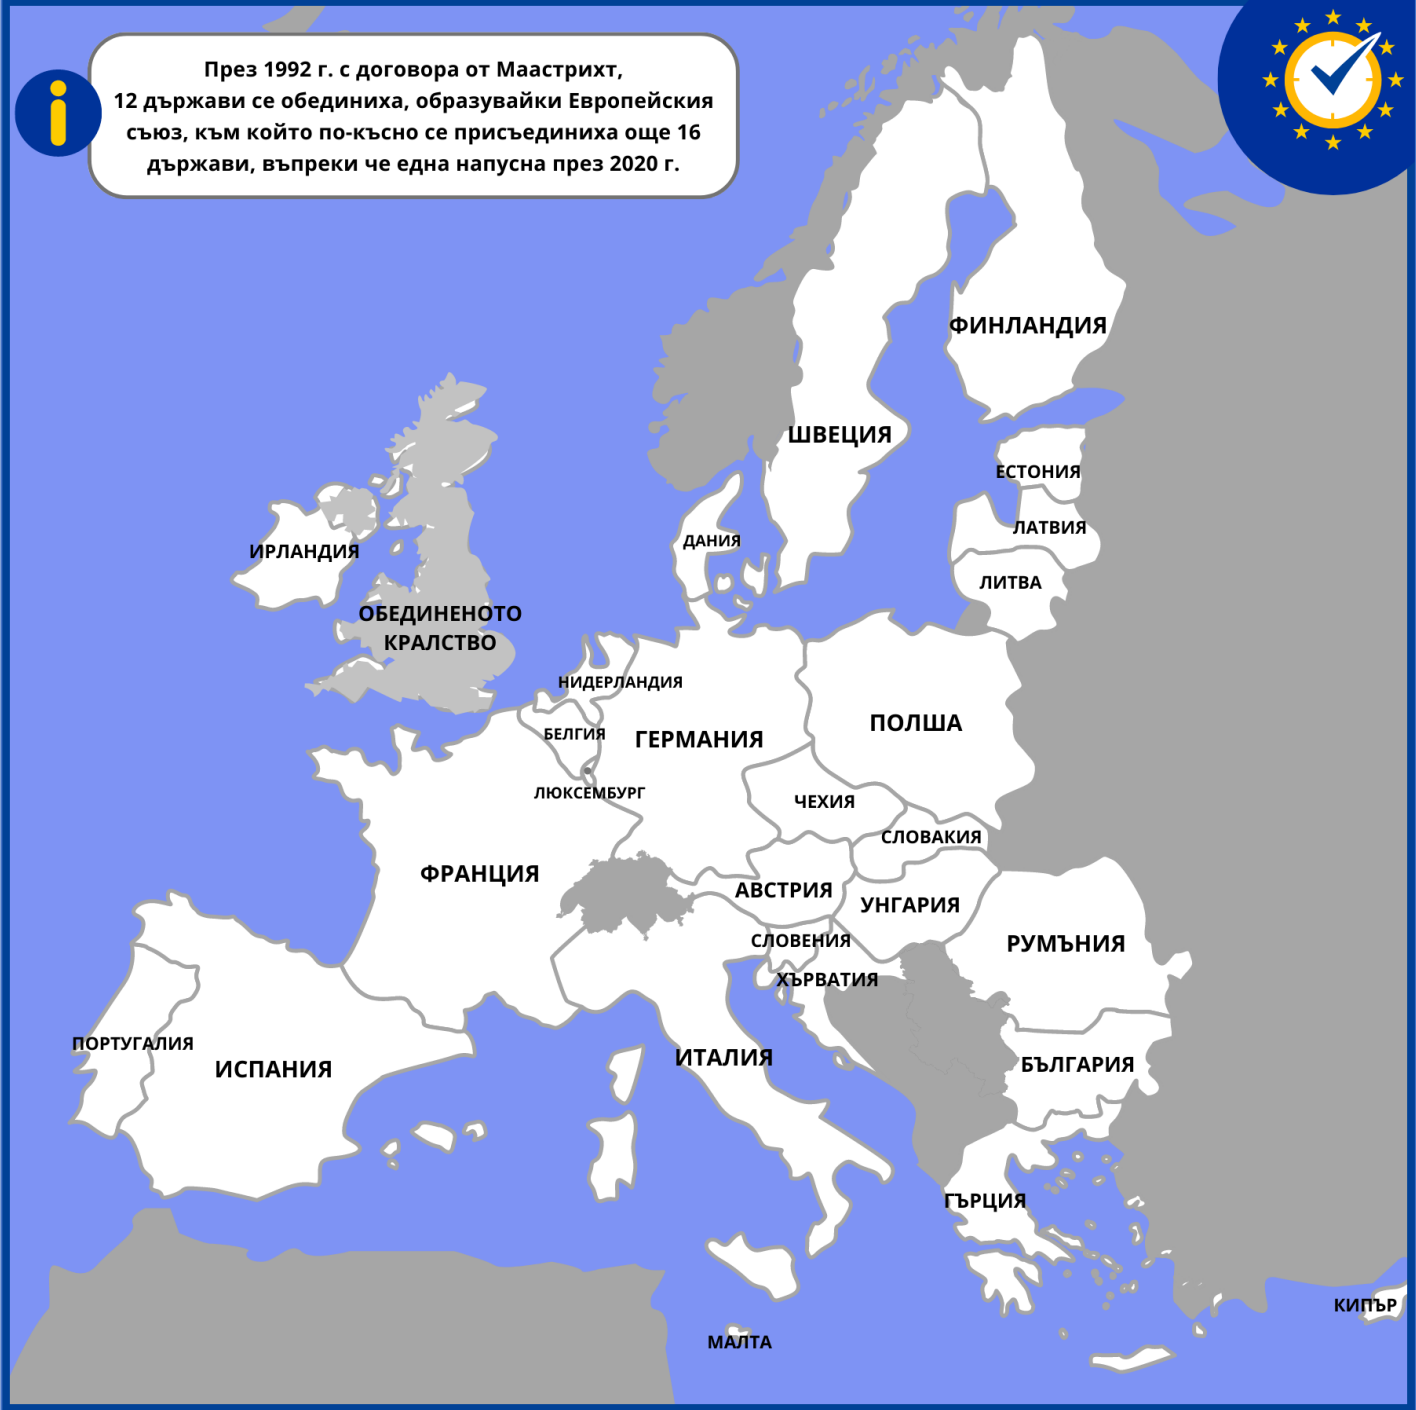 През 1992 г. с договора от Маастрихт,
12 държави се обединиха, образувайки Европейския
съюз, към който по-късно се присъединиха още 16
държави, въпреки че една напусна през 2020 г.
ФИНЛАНДИЯ
ШВЕЦИЯ
ЕСТОНИЯ
ЛАТВИЯ
ДАНИЯ
ИРЛАНДИЯ
ЛИТВА
ОБЕДИНЕНОТО
КРАЛСТВО
НИДЕРЛАНДИЯ
ПОЛША
БЕЛГИЯ
ГЕРМАНИЯ
ЛЮКСЕМБУРГ
ЧЕХИЯ
СЛОВАКИЯ
ФРАНЦИЯ
АВСТРИЯ
УНГАРИЯ
СЛОВЕНИЯ
РУМЪНИЯ
ХЪРВАТИЯ
ПОРТУГАЛИЯ
ИСПАНИЯ
ИТАЛИЯ
БЪЛГАРИЯ
ГЪРЦИЯ
КИПЪР
МАЛТА